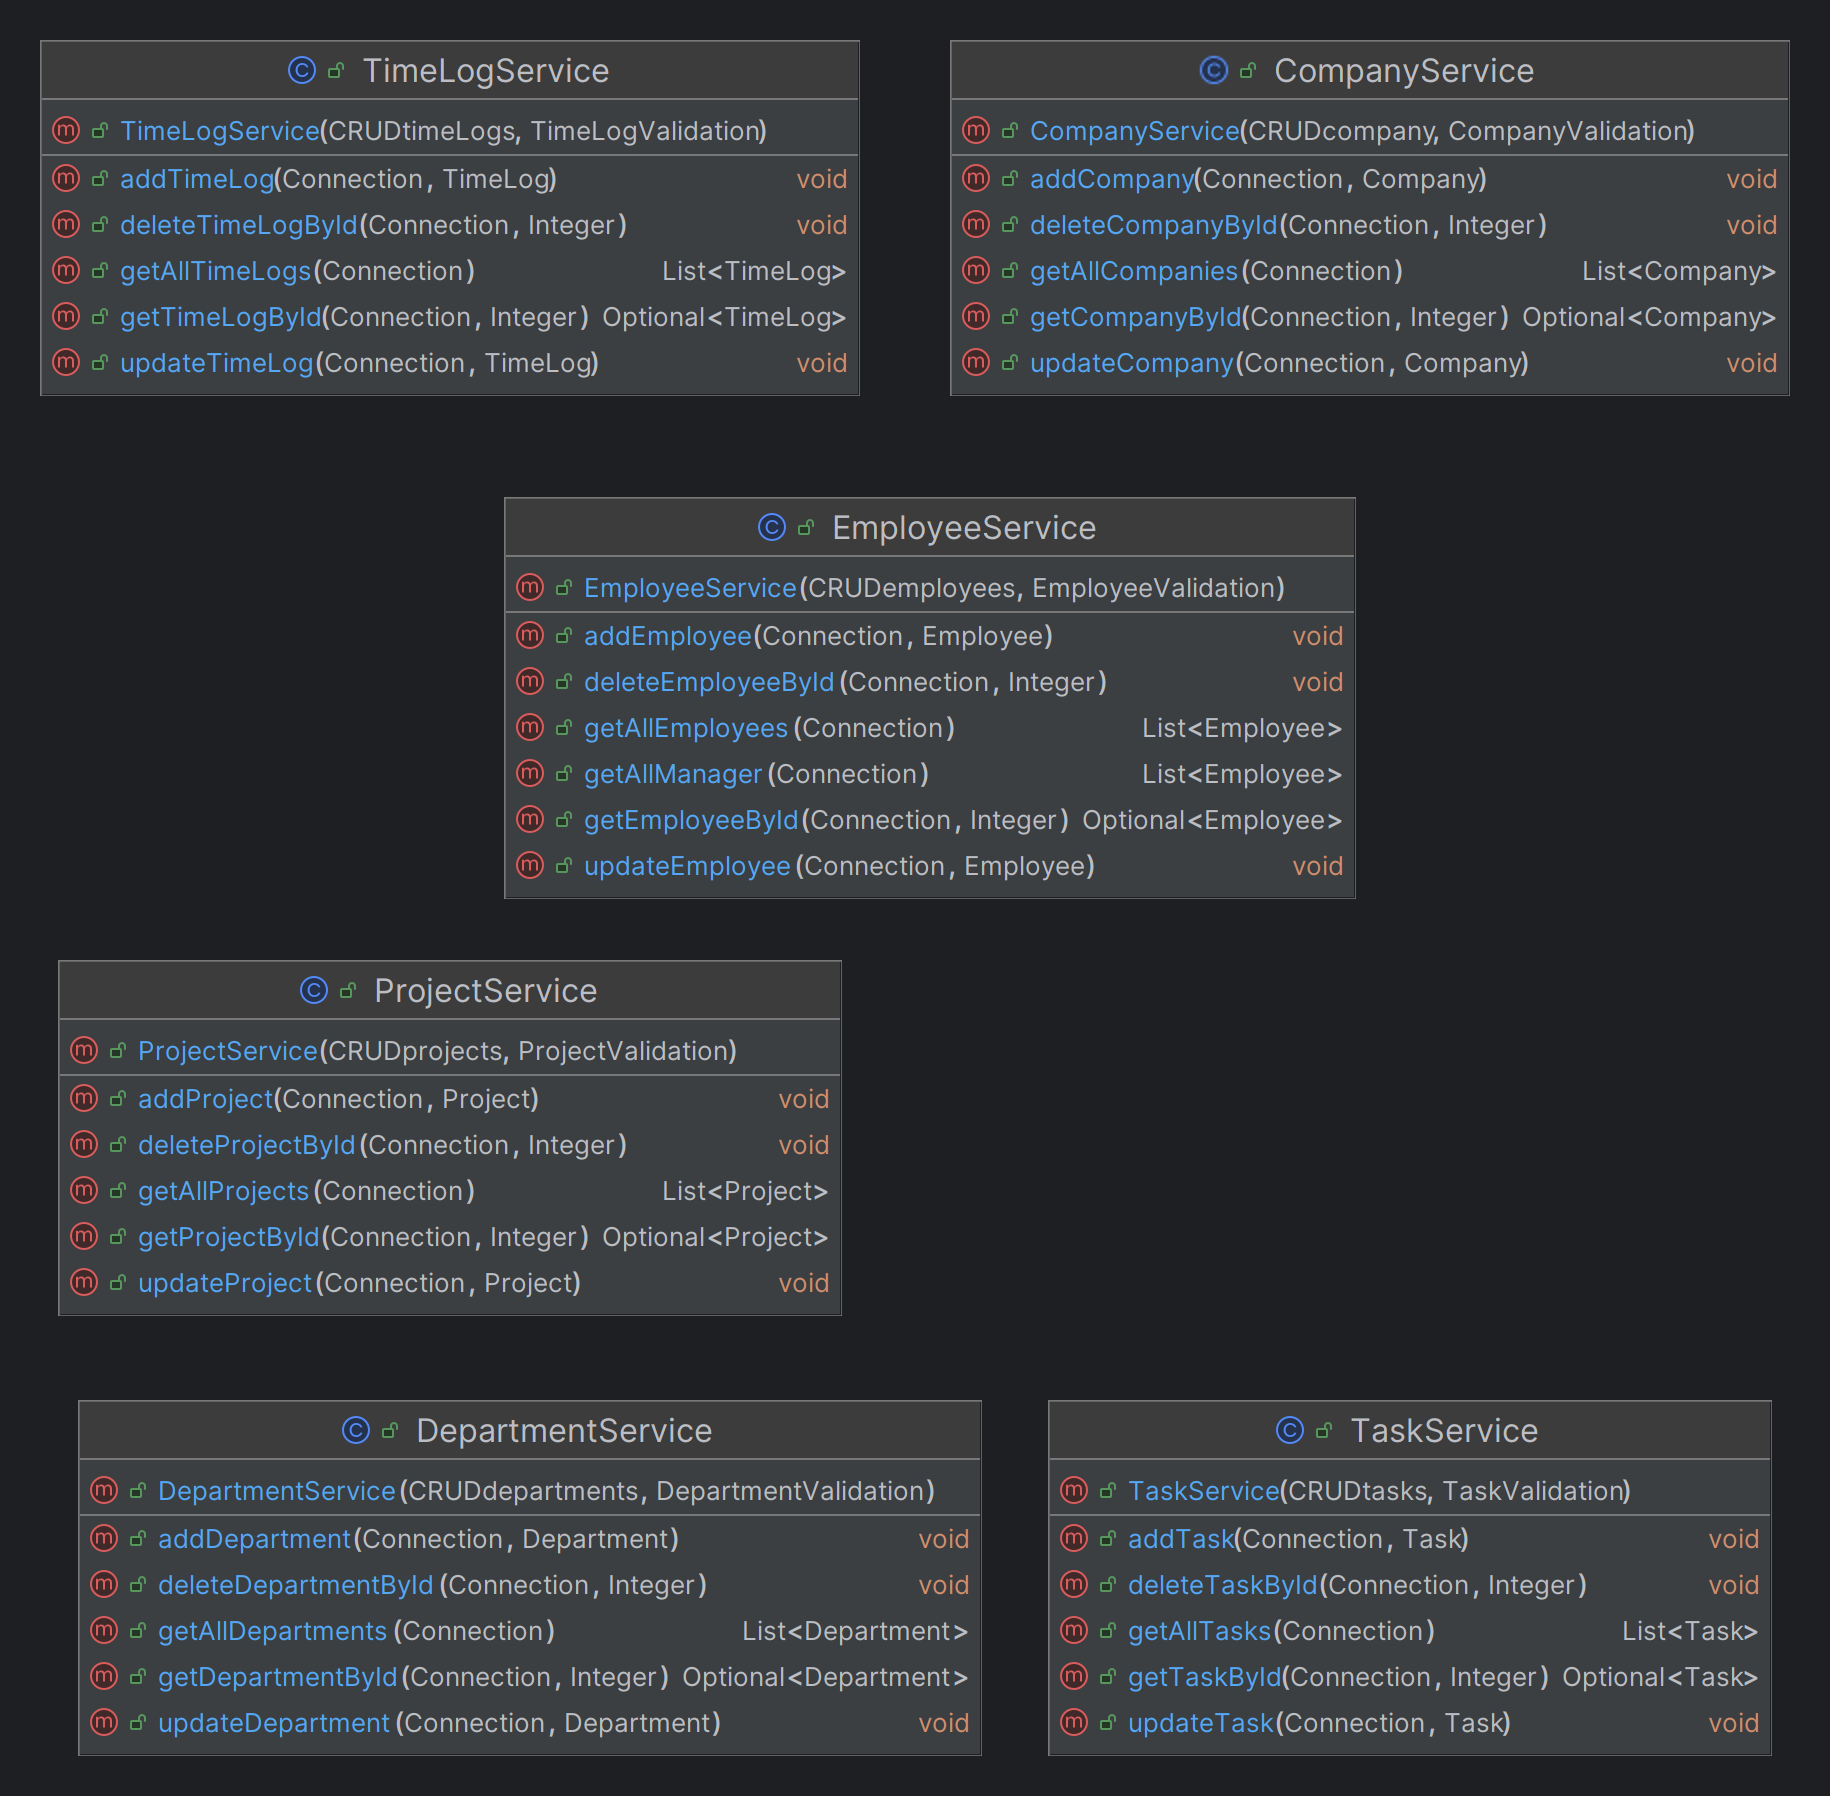 TimeLogService
TimeLogService(CRUDtimeLogs, TimeLogValidation)
addTimeLog(Connection, TimeLog) void
deleteTimeLogById(Connection, Integer) void
getAllTimeLogs(Connection) List<TimeLog>
getTimeLogById(Connection, Integer) Optional<TimeLog>
updateTimeLog(Connection, TimeLog) void
CompanyService
CompanyService(CRUDcompany, CompanyValidation)
addCompany(Connection, Company) void
deleteCompanyById(Connection, Integer) void
getAllCompanies(Connection) List<Company>
getCompanyById(Connection, Integer) Optional<Company>
updateCompany(Connection, Company) void
EmployeeService
EmployeeService(CRUDemployees, EmployeeValidation)
addEmployee(Connection, Employee) void
deleteEmployeeById(Connection, Integer) void
getAllEmployees(Connection) List<Employee>
getAllManager(Connection) List<Employee>
getEmployeeById(Connection, Integer) Optional<Employee>
updateEmployee(Connection, Employee) void
ProjectService
ProjectService(CRUDprojects, ProjectValidation)
addProject(Connection, Project) void
deleteProjectById(Connection, Integer) void
getAllProjects(Connection) List<Project>
getProjectById(Connection, Integer) Optional<Project>
updateProject(Connection, Project) void
DepartmentService
DepartmentService(CRUDdepartments, DepartmentValidation)
addDepartment(Connection, Department) void
deleteDepartmentById(Connection, Integer) void
getAllDepartments(Connection) List<Department>
getDepartmentById(Connection, Integer) Optional<Department>
updateDepartment(Connection, Department) void
TaskService
TaskService(CRUDtasks, TaskValidation)
addTask(Connection, Task) void
deleteTaskById(Connection, Integer) void
getAllTasks(Connection) List<Task>
getTaskById(Connection, Integer) Optional<Task>
updateTask(Connection, Task) void